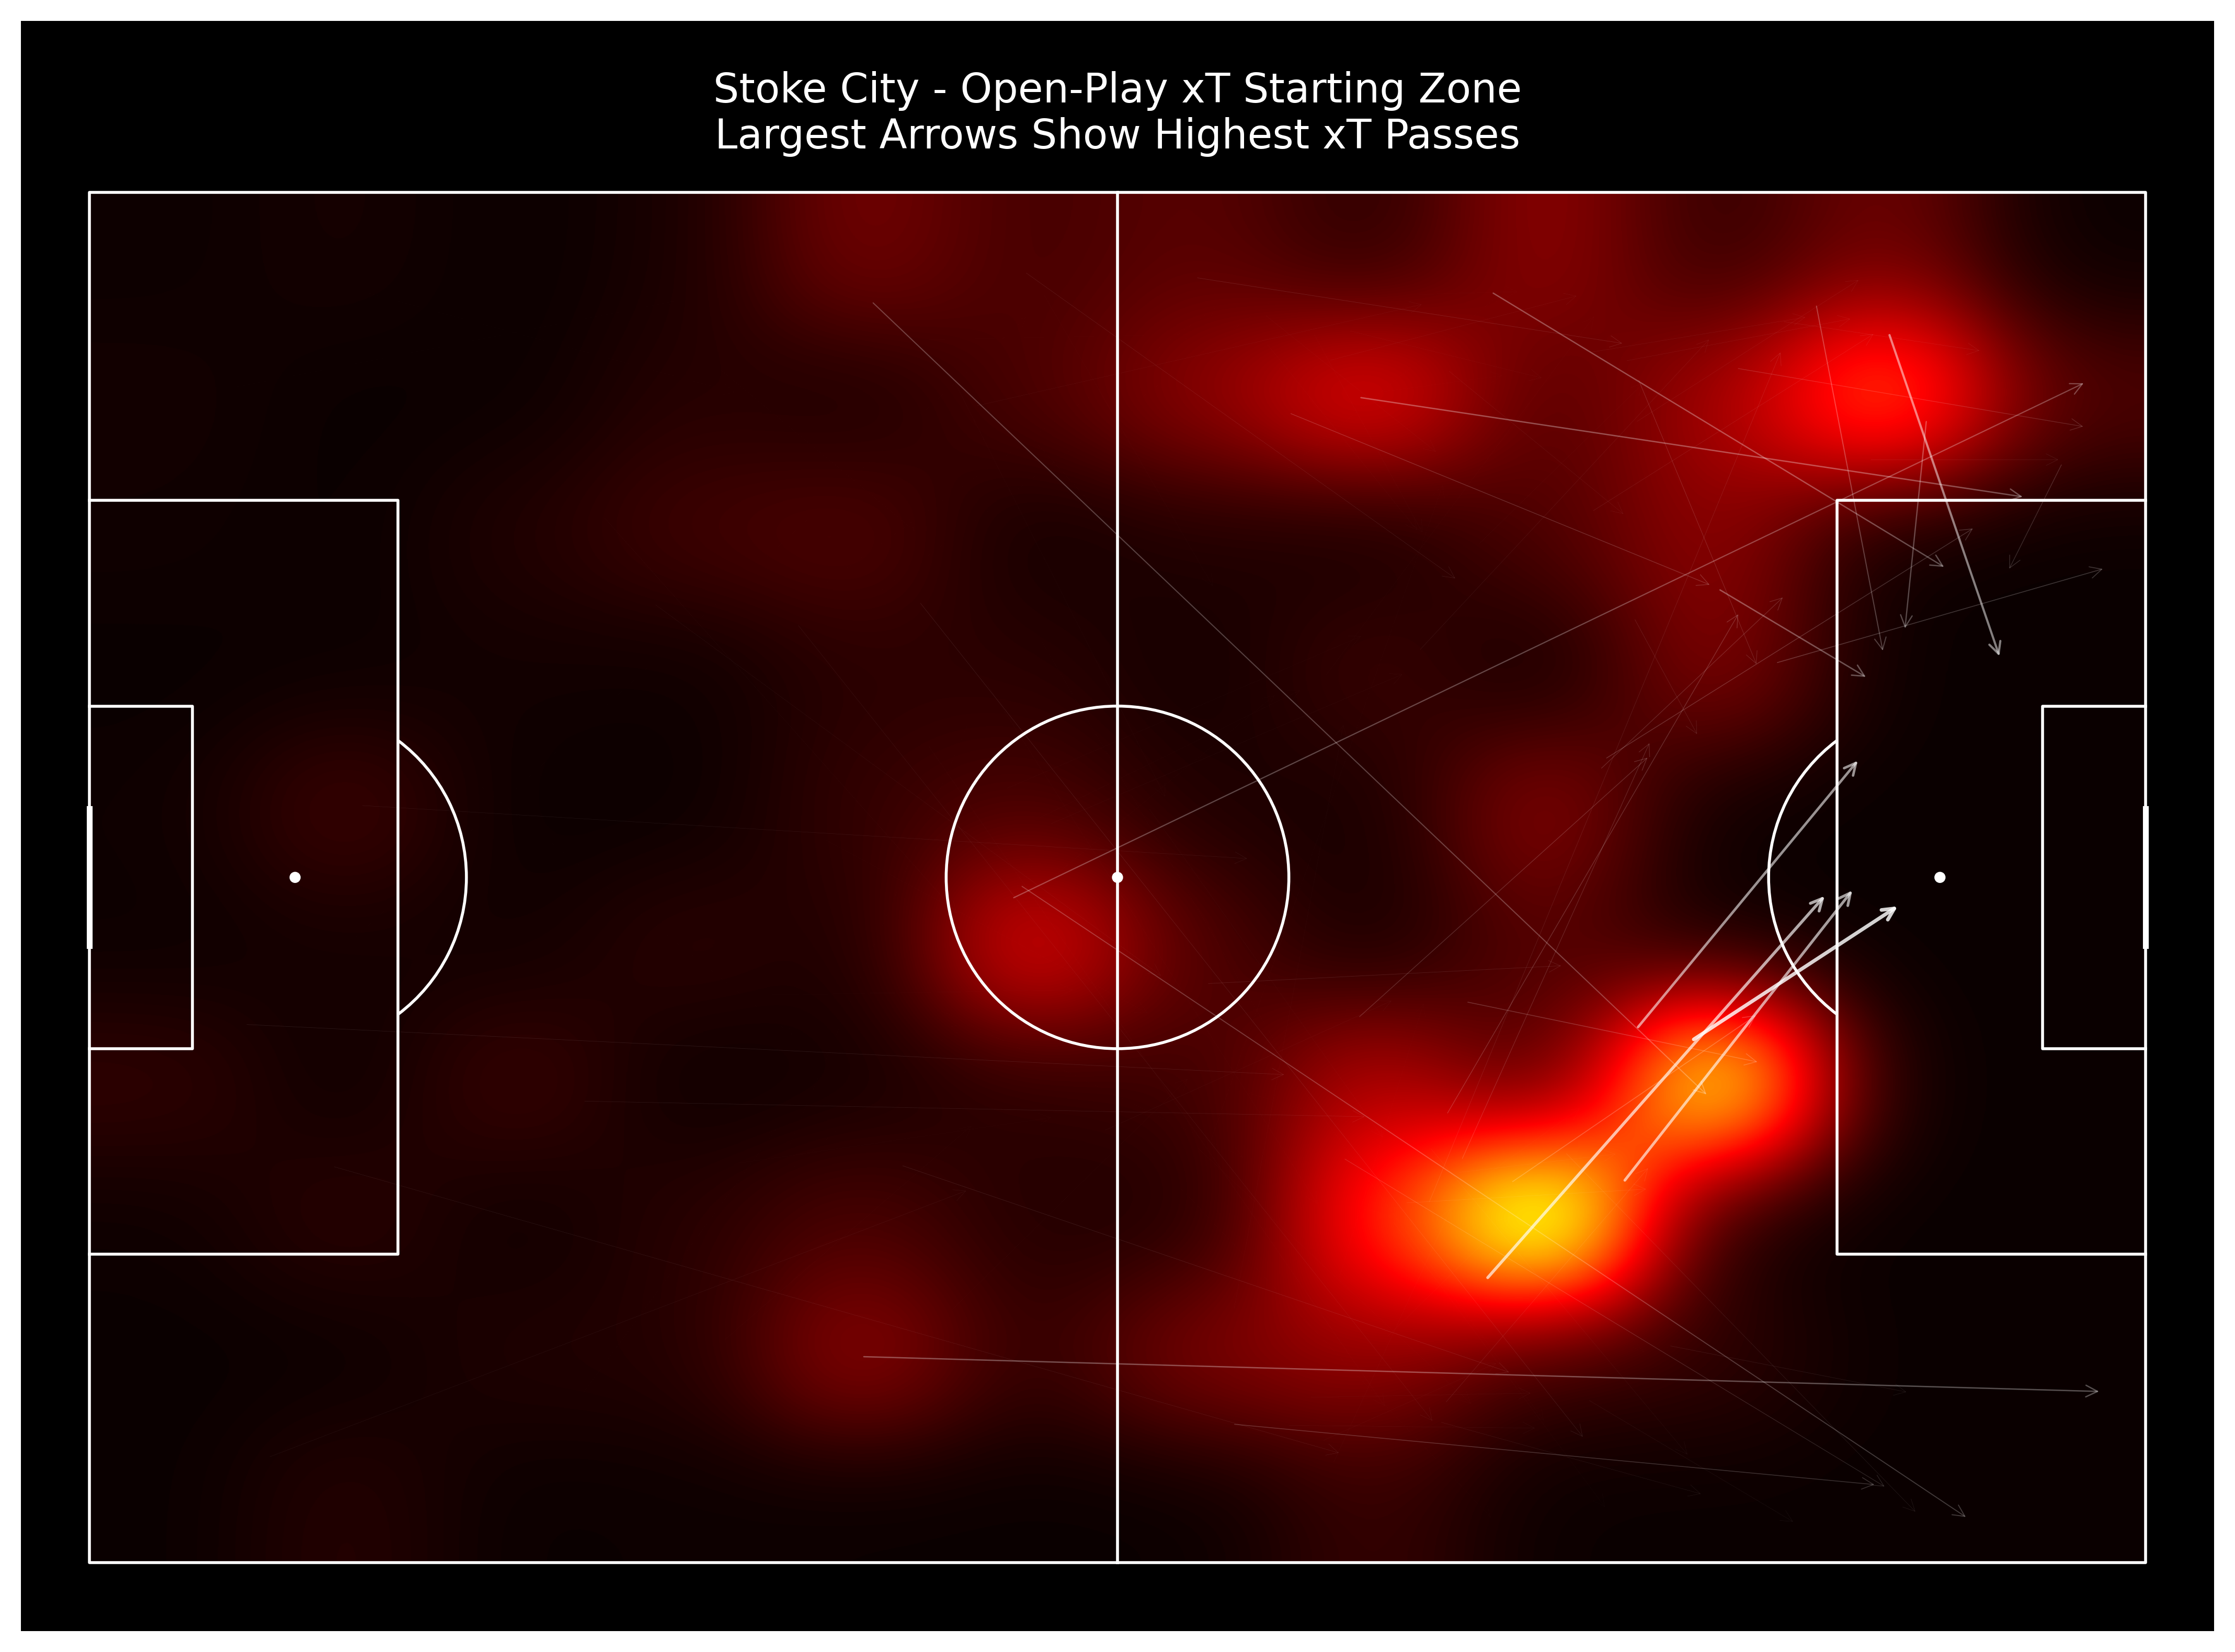 Stoke City - Open-Play xT Starting Zone
Largest Arrows Show Highest xT Passes